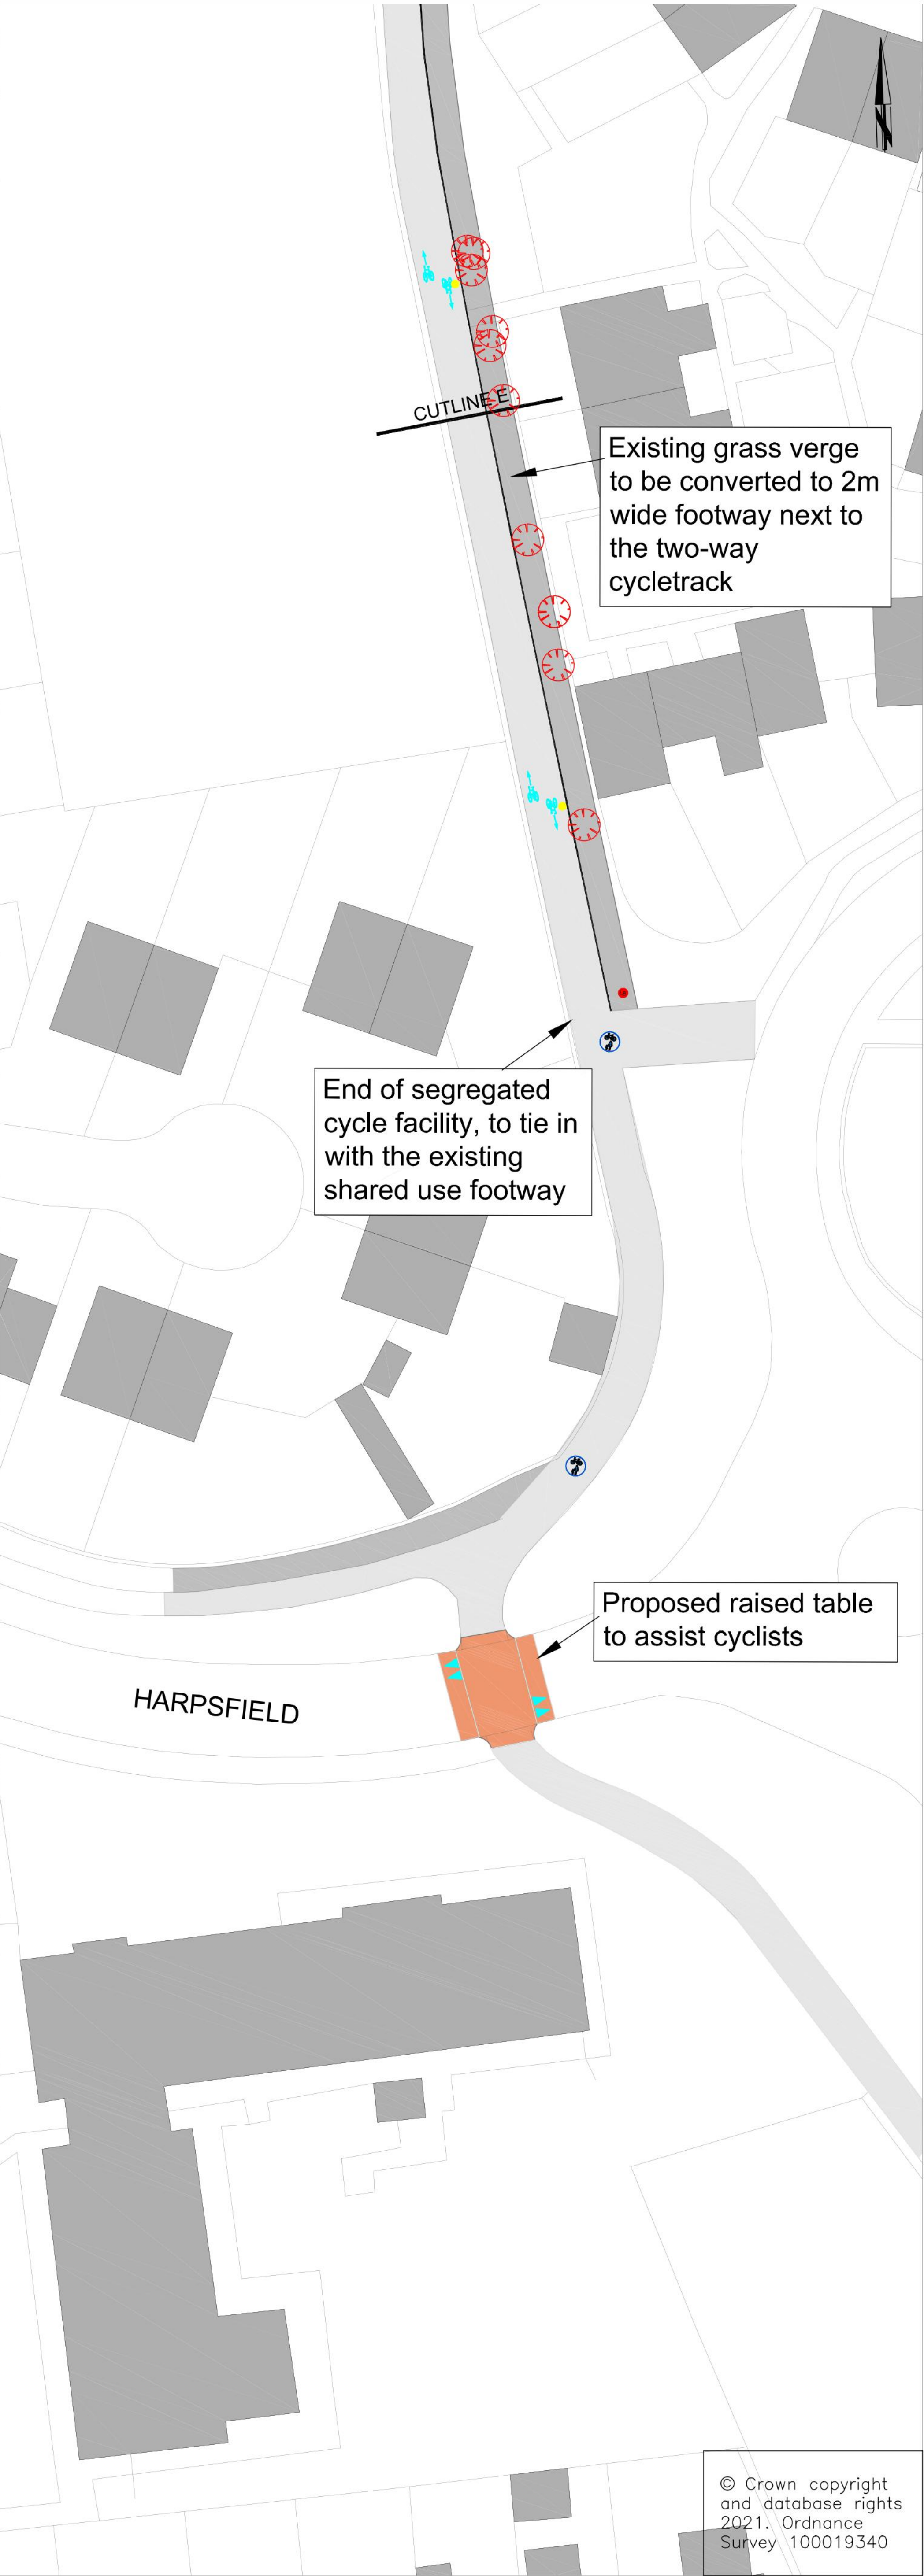 N
CUTLINE E
Existing grass verge
to be converted to 2m
wide footway next to
the two-way
cycletrack
End of segregated
cycle facility, to tie in
with the existing
shared use footway
Proposed raised table
to assist cyclists
HARPSFIELD
© Crown copyright
and database rights
2021. Ordnance
Survey 100019340